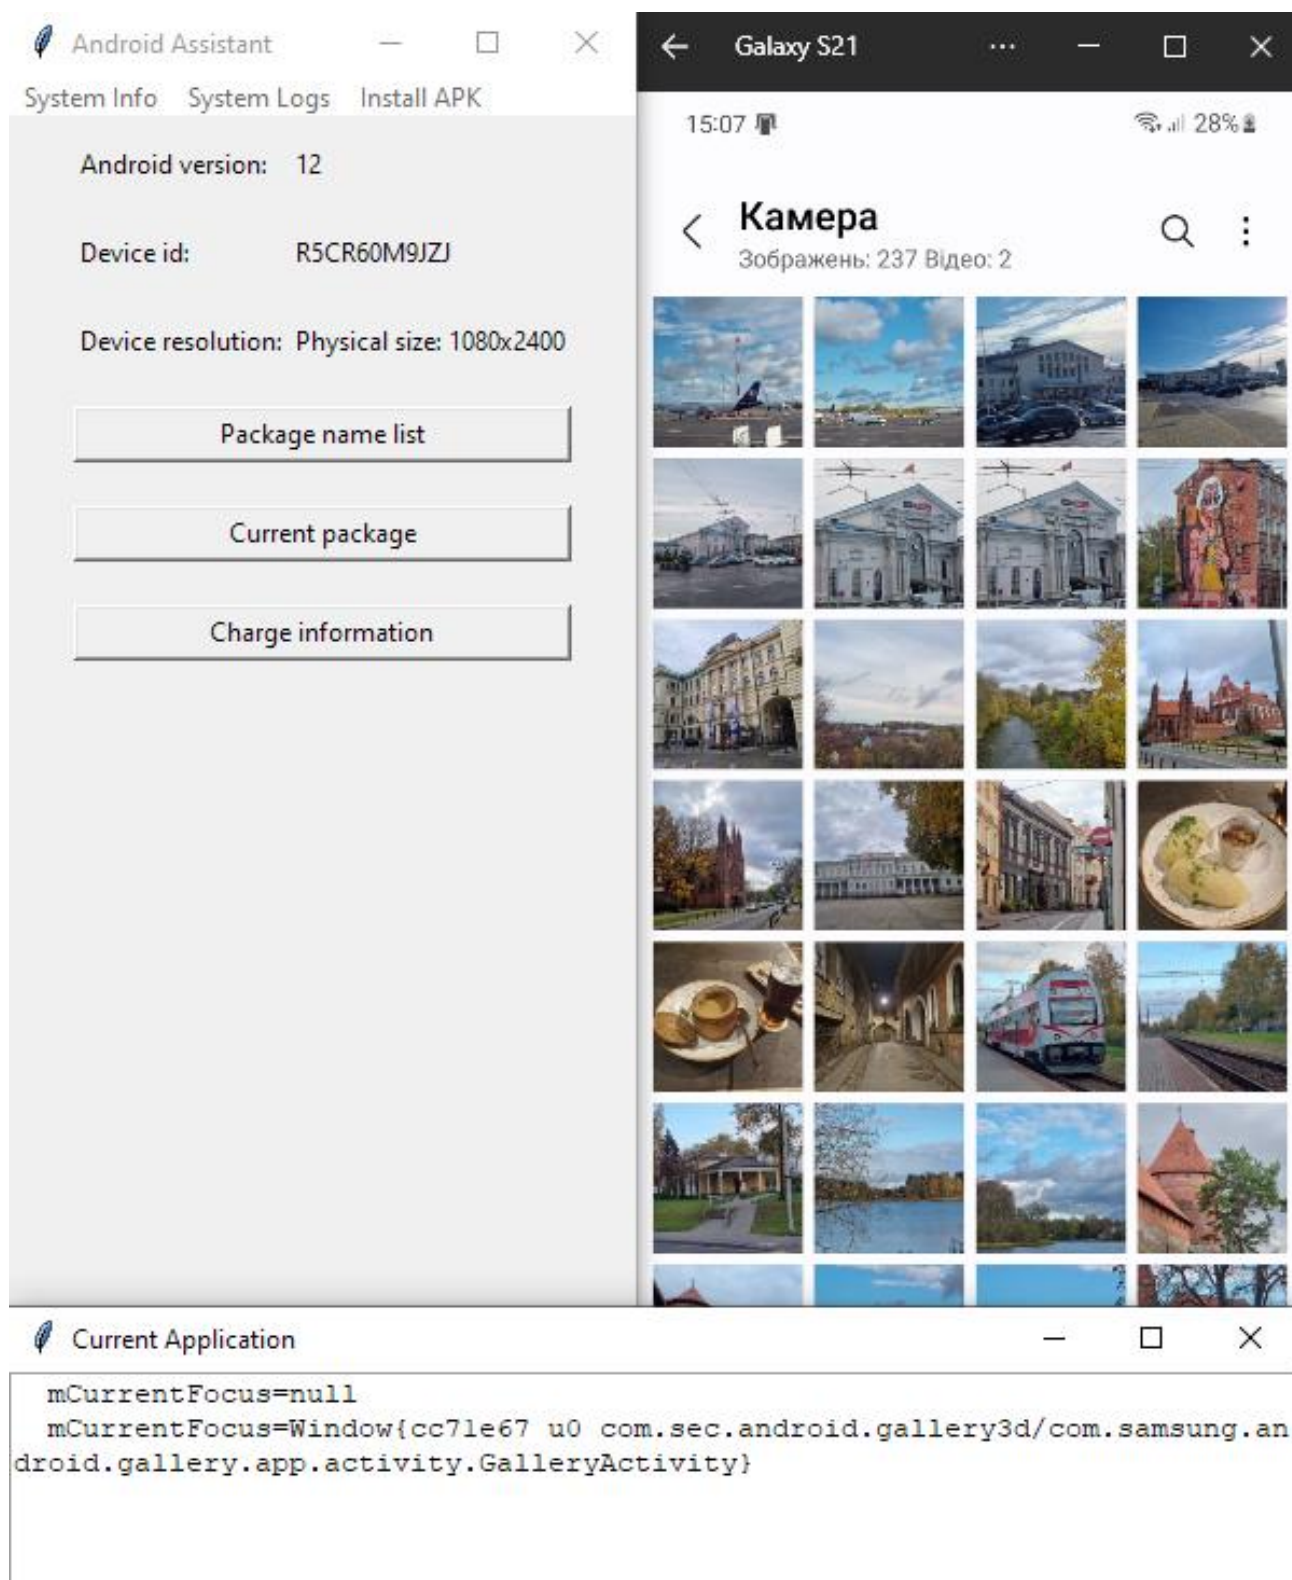 Android Assistant
System Info System Logs Install APK
Android version: 12
Device id: R5CR60M9JZJ
Device resolution: Physical size: 1080x2400
Package name list
Current package
Charge information
Galaxy S21
15:07 28%
Камера
Зображень: 237 Відео: 2
Current Application
mCurrentFocus=null
mCurrentFocus=Window{cc71e67 u0 com.sec.android.gallery3d/com.samsung.an
droid.gallery.app.activity.GalleryActivity}